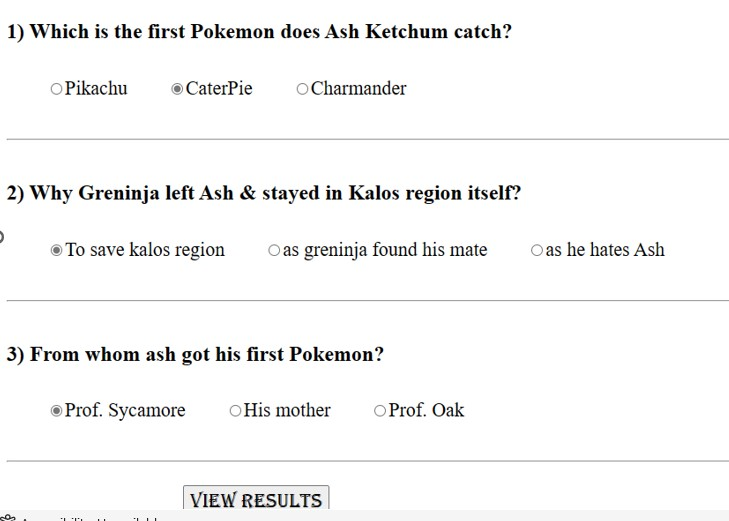 1) Which is the first Pokemon does Ash Ketchum catch?
Pikachu CaterPie Charmander
2) Why Greninja left Ash & stayed in Kalos region itself?
To save kalos region as greninja found his mate as he hates Ash
3) From whom ash got his first Pokemon?
Prof. Sycamore His mother Prof. Oak
VIEW RESULTS